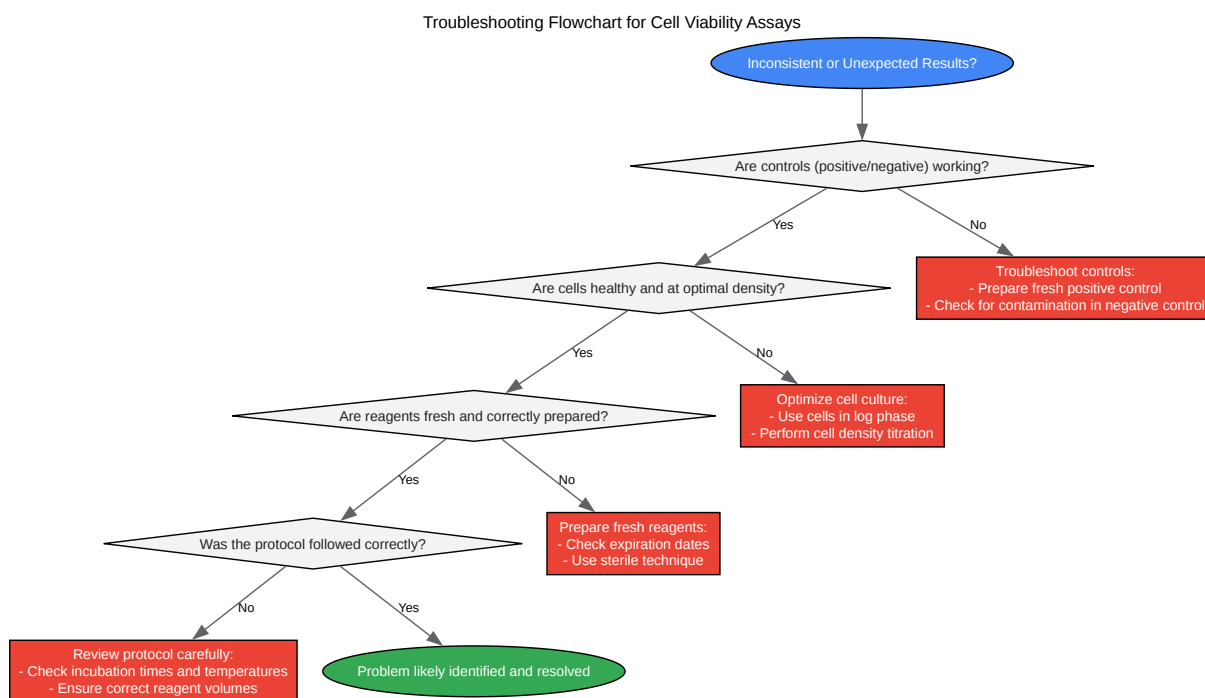 Troubleshooting Flowchart for Cell Viability Assays
Inconsistent or Unexpected Results?
Are controls (positive/negative) working?
Yes
No
Troubleshoot controls:
- Prepare fresh positive control
- Check for contamination in negative control
Are cells healthy and at optimal density?
Yes
No
Optimize cell culture:
- Use cells in log phase
- Perform cell density titration
Are reagents fresh and correctly prepared?
Yes
No
Prepare fresh reagents:
- Check expiration dates
- Use sterile technique
Was the protocol followed correctly?
No
Yes
Review protocol carefully:
- Check incubation times and temperatures
- Ensure correct reagent volumes
Problem likely identified and resolved